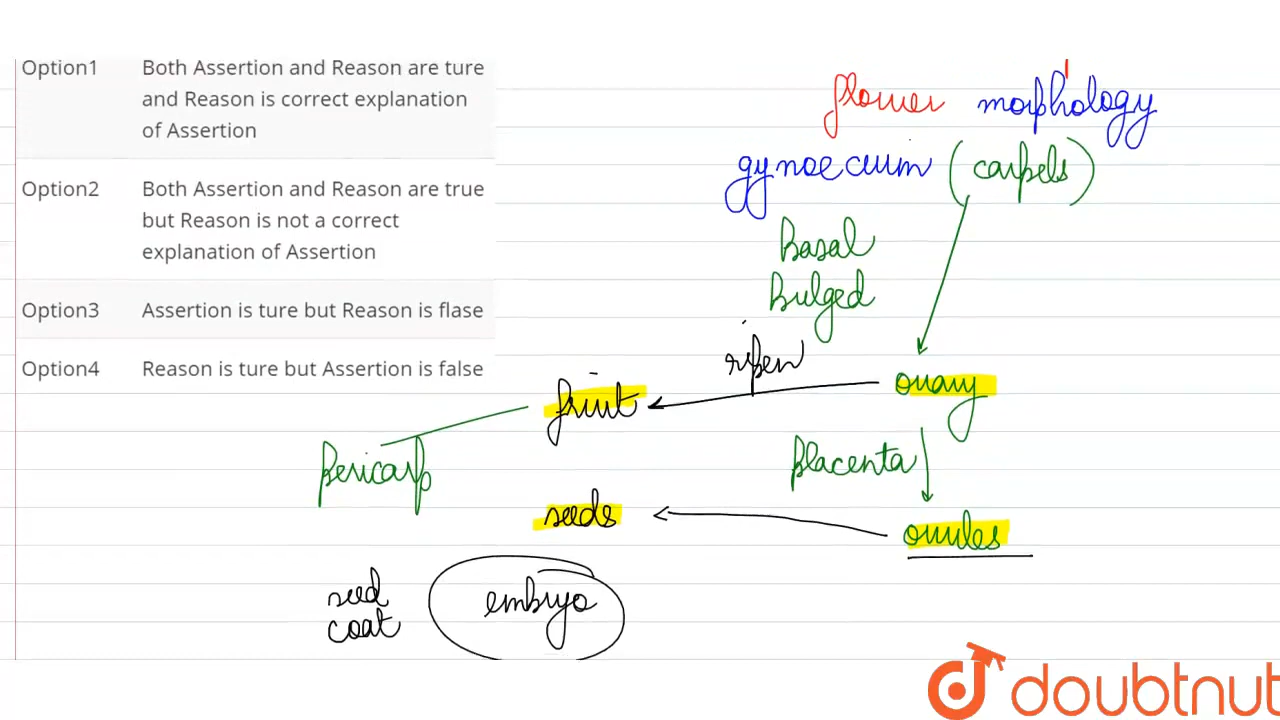 Option1 Both Assertion and Reason are ture
and Reason is correct explanation
of Assertion
Option2 Both Assertion and Reason are true
but Reason is not a correct
explanation of Assertion
Option3 Assertion is ture but Reason is flase
Option4 Reason is ture but Assertion is false
flower morphology
gynoecium (carpels)
Basal
Bulged
ripen
ovary
fruit
placenta
pericarp
seeds
ovules
seed
coat
embryo
doubtnut